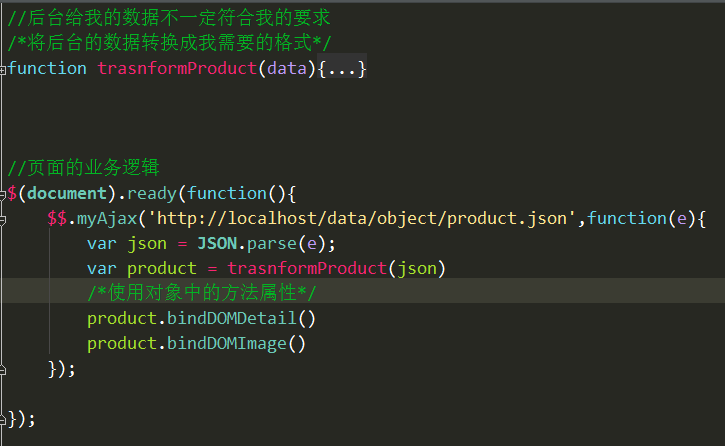 //后台给我的数据不一定符合我的要求
/*将后台的数据转换成我需要的格式*/
function trasnformProduct(data){...}
//页面的业务逻辑
$(document).ready(function(){
$$.myAjax('http://localhost/data/object/product.json',function(e){
var json = JSON.parse(e);
var product = trasnformProduct(json)
/*使用对象中的方法属性*/
product.bindDOMDetail()
product.bindDOMImage()
});
});